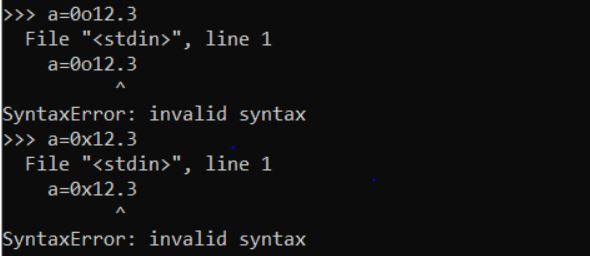 >>> a=0o12.3
  File "<stdin>", line 1
    a=0o12.3
          ^
SyntaxError: invalid syntax
>>> a=0x12.3
  File "<stdin>", line 1
    a=0x12.3
          ^
SyntaxError: invalid syntax